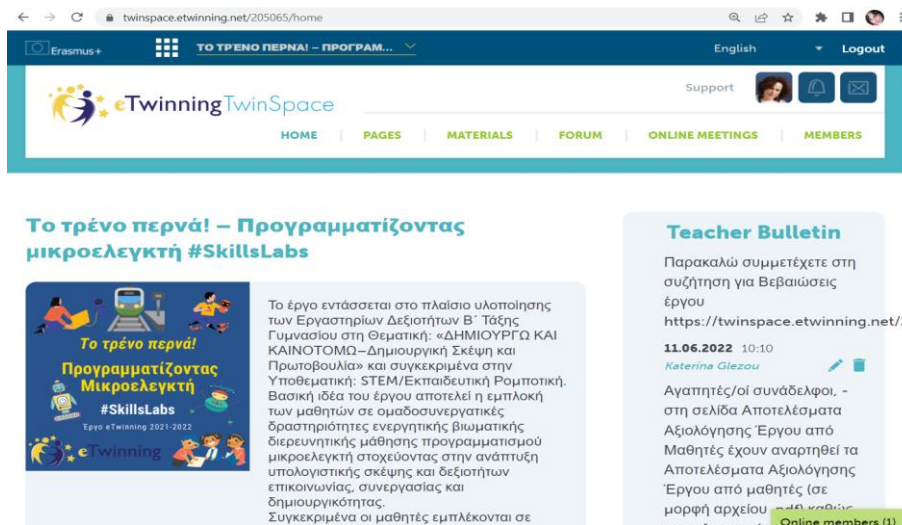 twinspace.etwinning.net/205065/home
Erasmus+
ΤΟ ΤΡΈΝΟ ΠΕΡΝΆ! – ΠΡΟΓΡΑΜ...
English
Logout
eTwinningTwinSpace
Support
HOME
PAGES
MATERIALS
FORUM
ONLINE MEETINGS
MEMBERS
Το τρένο περνά! – Προγραμματίζοντας
μικροελεγκτή #SkillsLabs
Το τρένο περνά!
Προγραμματίζοντας
Μικροελεγκτή
#SkillsLabs
Έργο eTwinning 2021-2022
eTwinning
Το έργο εντάσσεται στο πλαίσιο υλοποίησης
των Εργαστηρίων Δεξιοτήτων Β΄ Τάξης
Γυμνασίου στη Θεματική: «ΔΗΜΙΟΥΡΓΩ ΚΑΙ
ΚΑΙΝΟΤΟΜΩ–Δημιουργική Σκέψη και
Πρωτοβουλία» και συγκεκριμένα στην
Υποθεματική: STEM/Εκπαιδευτική Ρομποτική.
Βασική ιδέα του έργου αποτελεί η εμπλοκή
των μαθητών σε ομαδοσυνεργατικές
δραστηριότητες ενεργητικής βιωματικής
διερευνητικής μάθησης προγραμματισμού
μικροελεγκτή στοχεύοντας στην ανάπτυξη
υπολογιστικής σκέψης και δεξιοτήτων
επικοινωνίας, συνεργασίας και
δημιουργικότητας.
Συγκεκριμένα οι μαθητές εμπλέκονται σε
Teacher Bulletin
Παρακαλώ συμμετέχετε στη
συζήτηση για Βεβαιώσεις
έργου
https://twinspace.etwinning.net/
11.06.2022 10:10
Katerina Glezou
Αγαπητές/οί συνάδελφοι, -
στη σελίδα Αποτελέσματα
Αξιολόγησης Έργου από
Μαθητές έχουν αναρτηθεί τα
Αποτελέσματα Αξιολόγησης
Έργου από μαθητές (σε
μορφή αρχείου
Online members (1)